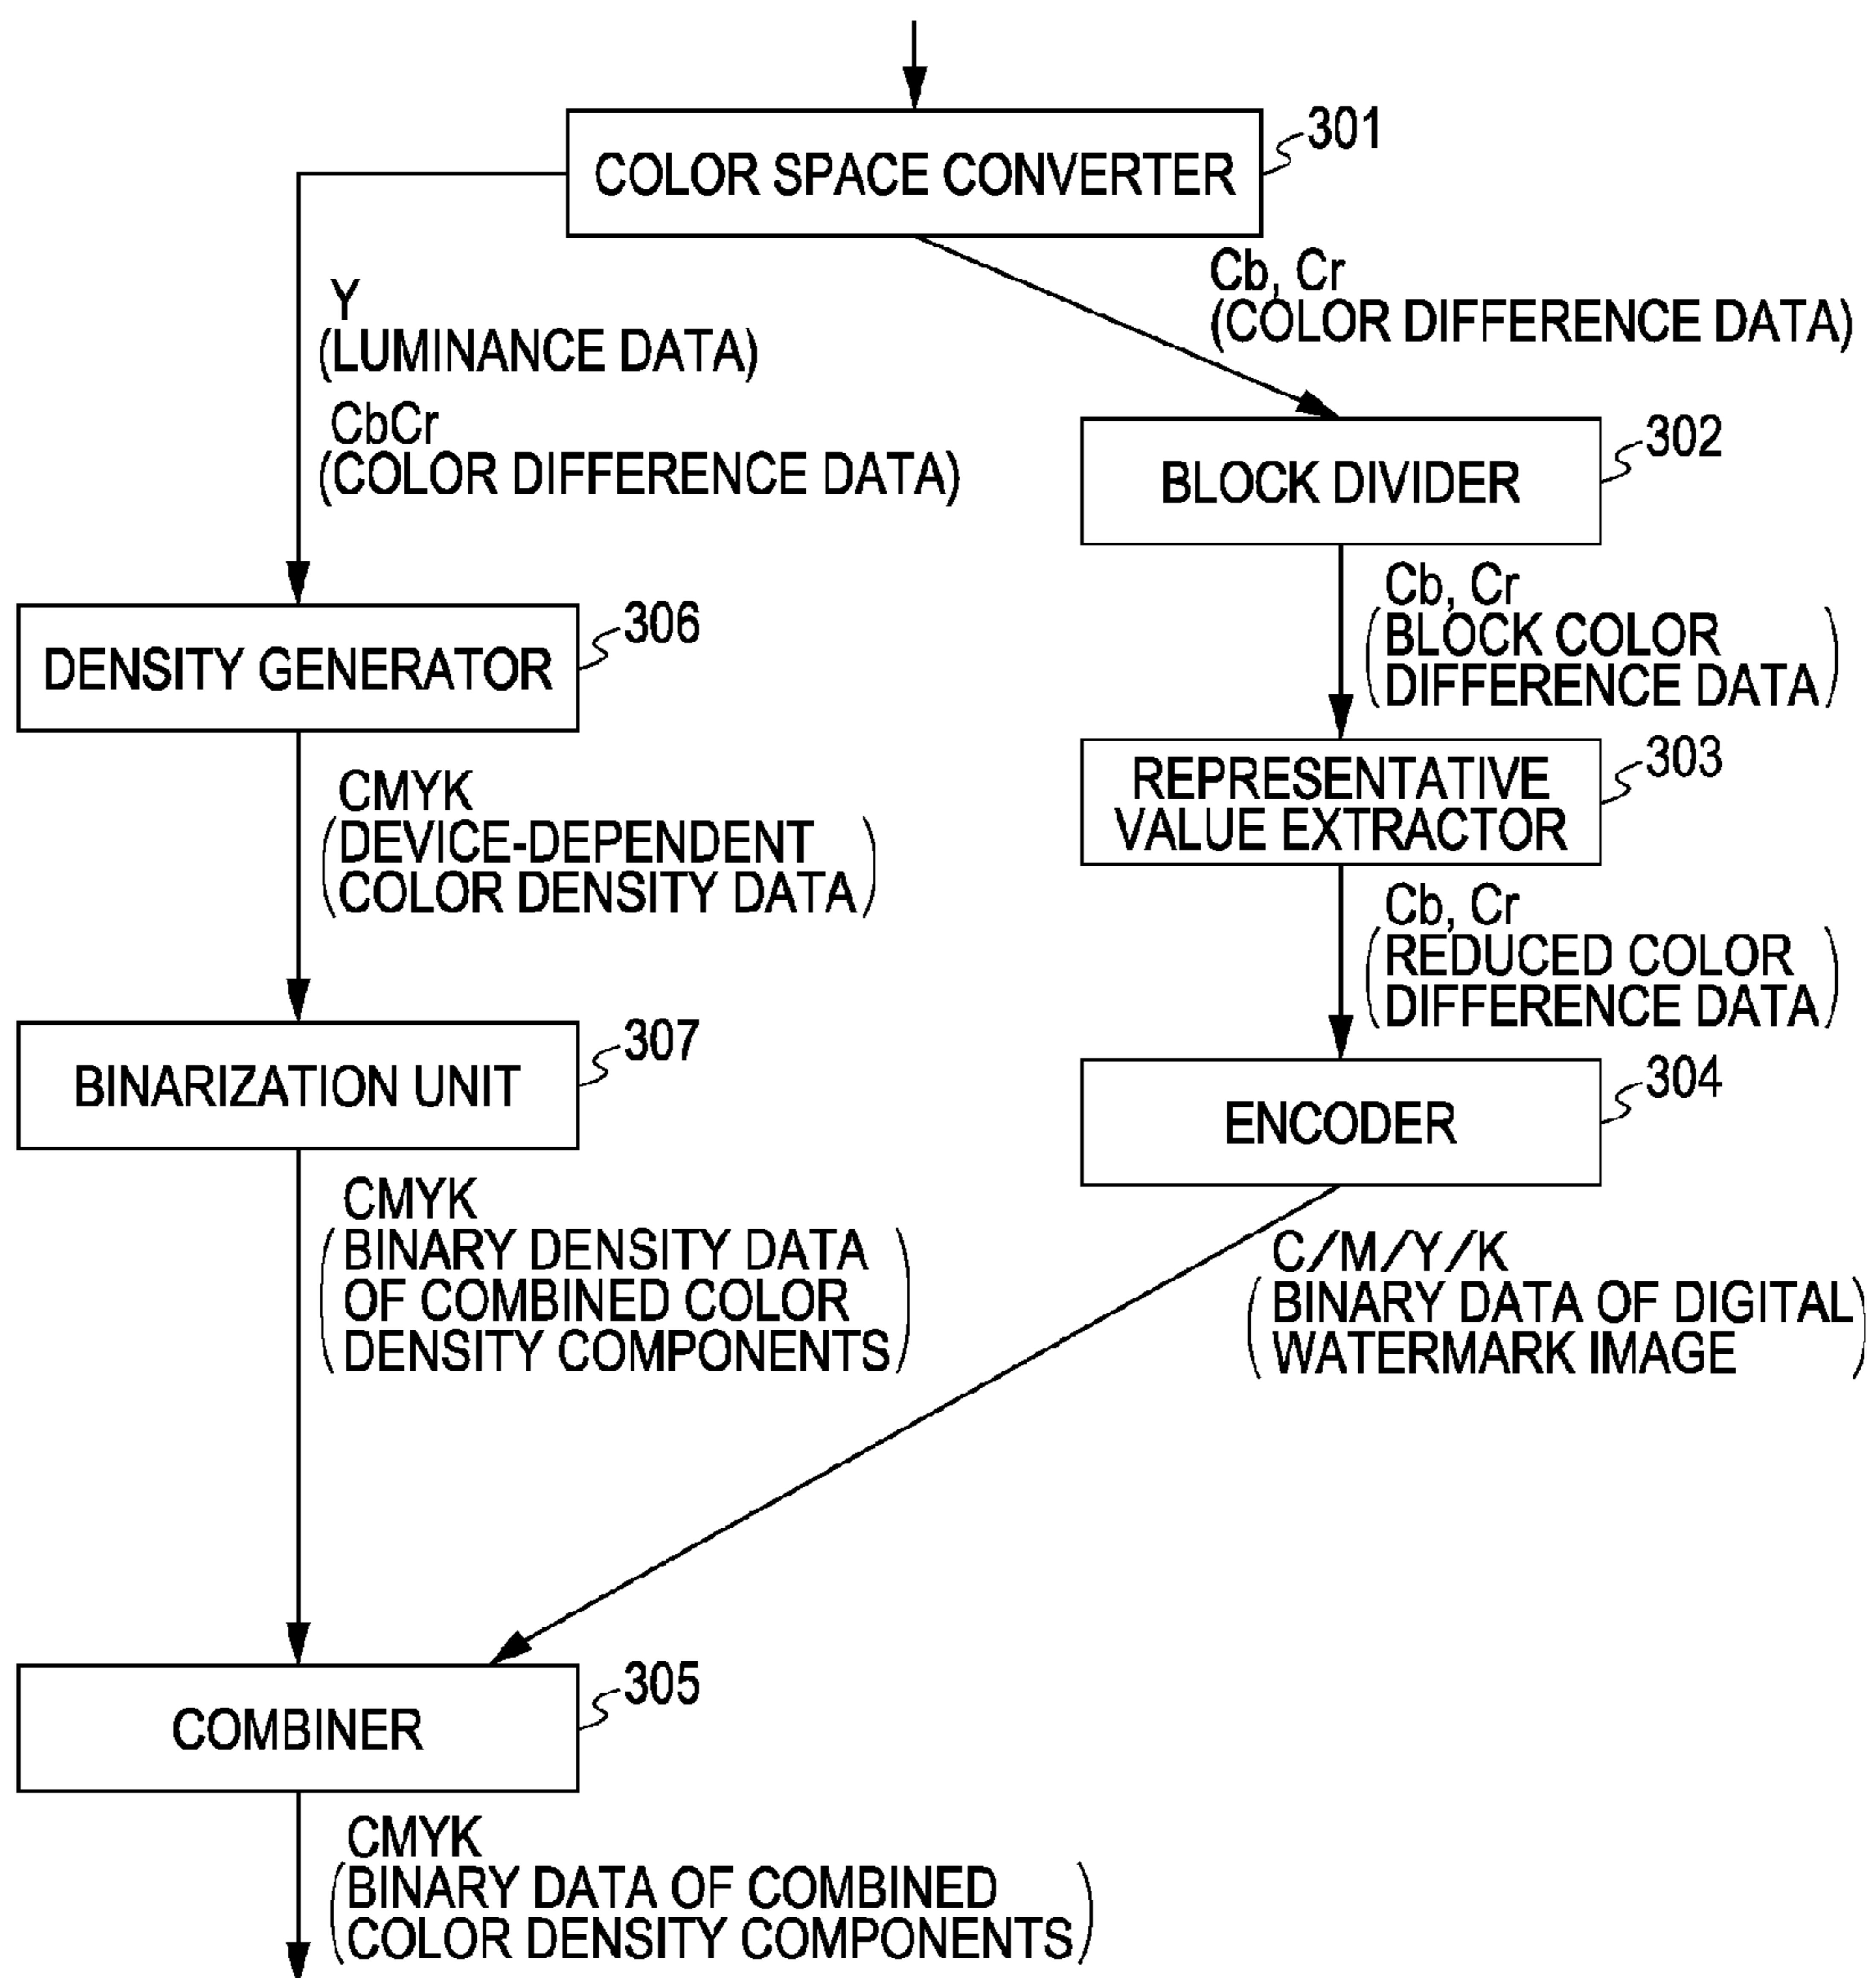 COLOR SPACE CONVERTER
301
Y
(LUMINANCE DATA)
CbCr
(COLOR DIFFERENCE DATA)
Cb, Cr
(COLOR DIFFERENCE DATA)
BLOCK DIVIDER
302
Cb, Cr
(BLOCK COLOR
DIFFERENCE DATA)
DENSITY GENERATOR
306
REPRESENTATIVE
VALUE EXTRACTOR
303
CMYK
(DEVICE-DEPENDENT
COLOR DENSITY DATA)
Cb, Cr
(REDUCED COLOR
DIFFERENCE DATA)
BINARIZATION UNIT
307
ENCODER
304
CMYK
(BINARY DENSITY DATA
OF COMBINED COLOR
DENSITY COMPONENTS)
C/M/Y/K
(BINARY DATA OF DIGITAL
WATERMARK IMAGE)
COMBINER
305
CMYK
(BINARY DATA OF COMBINED
COLOR DENSITY COMPONENTS)